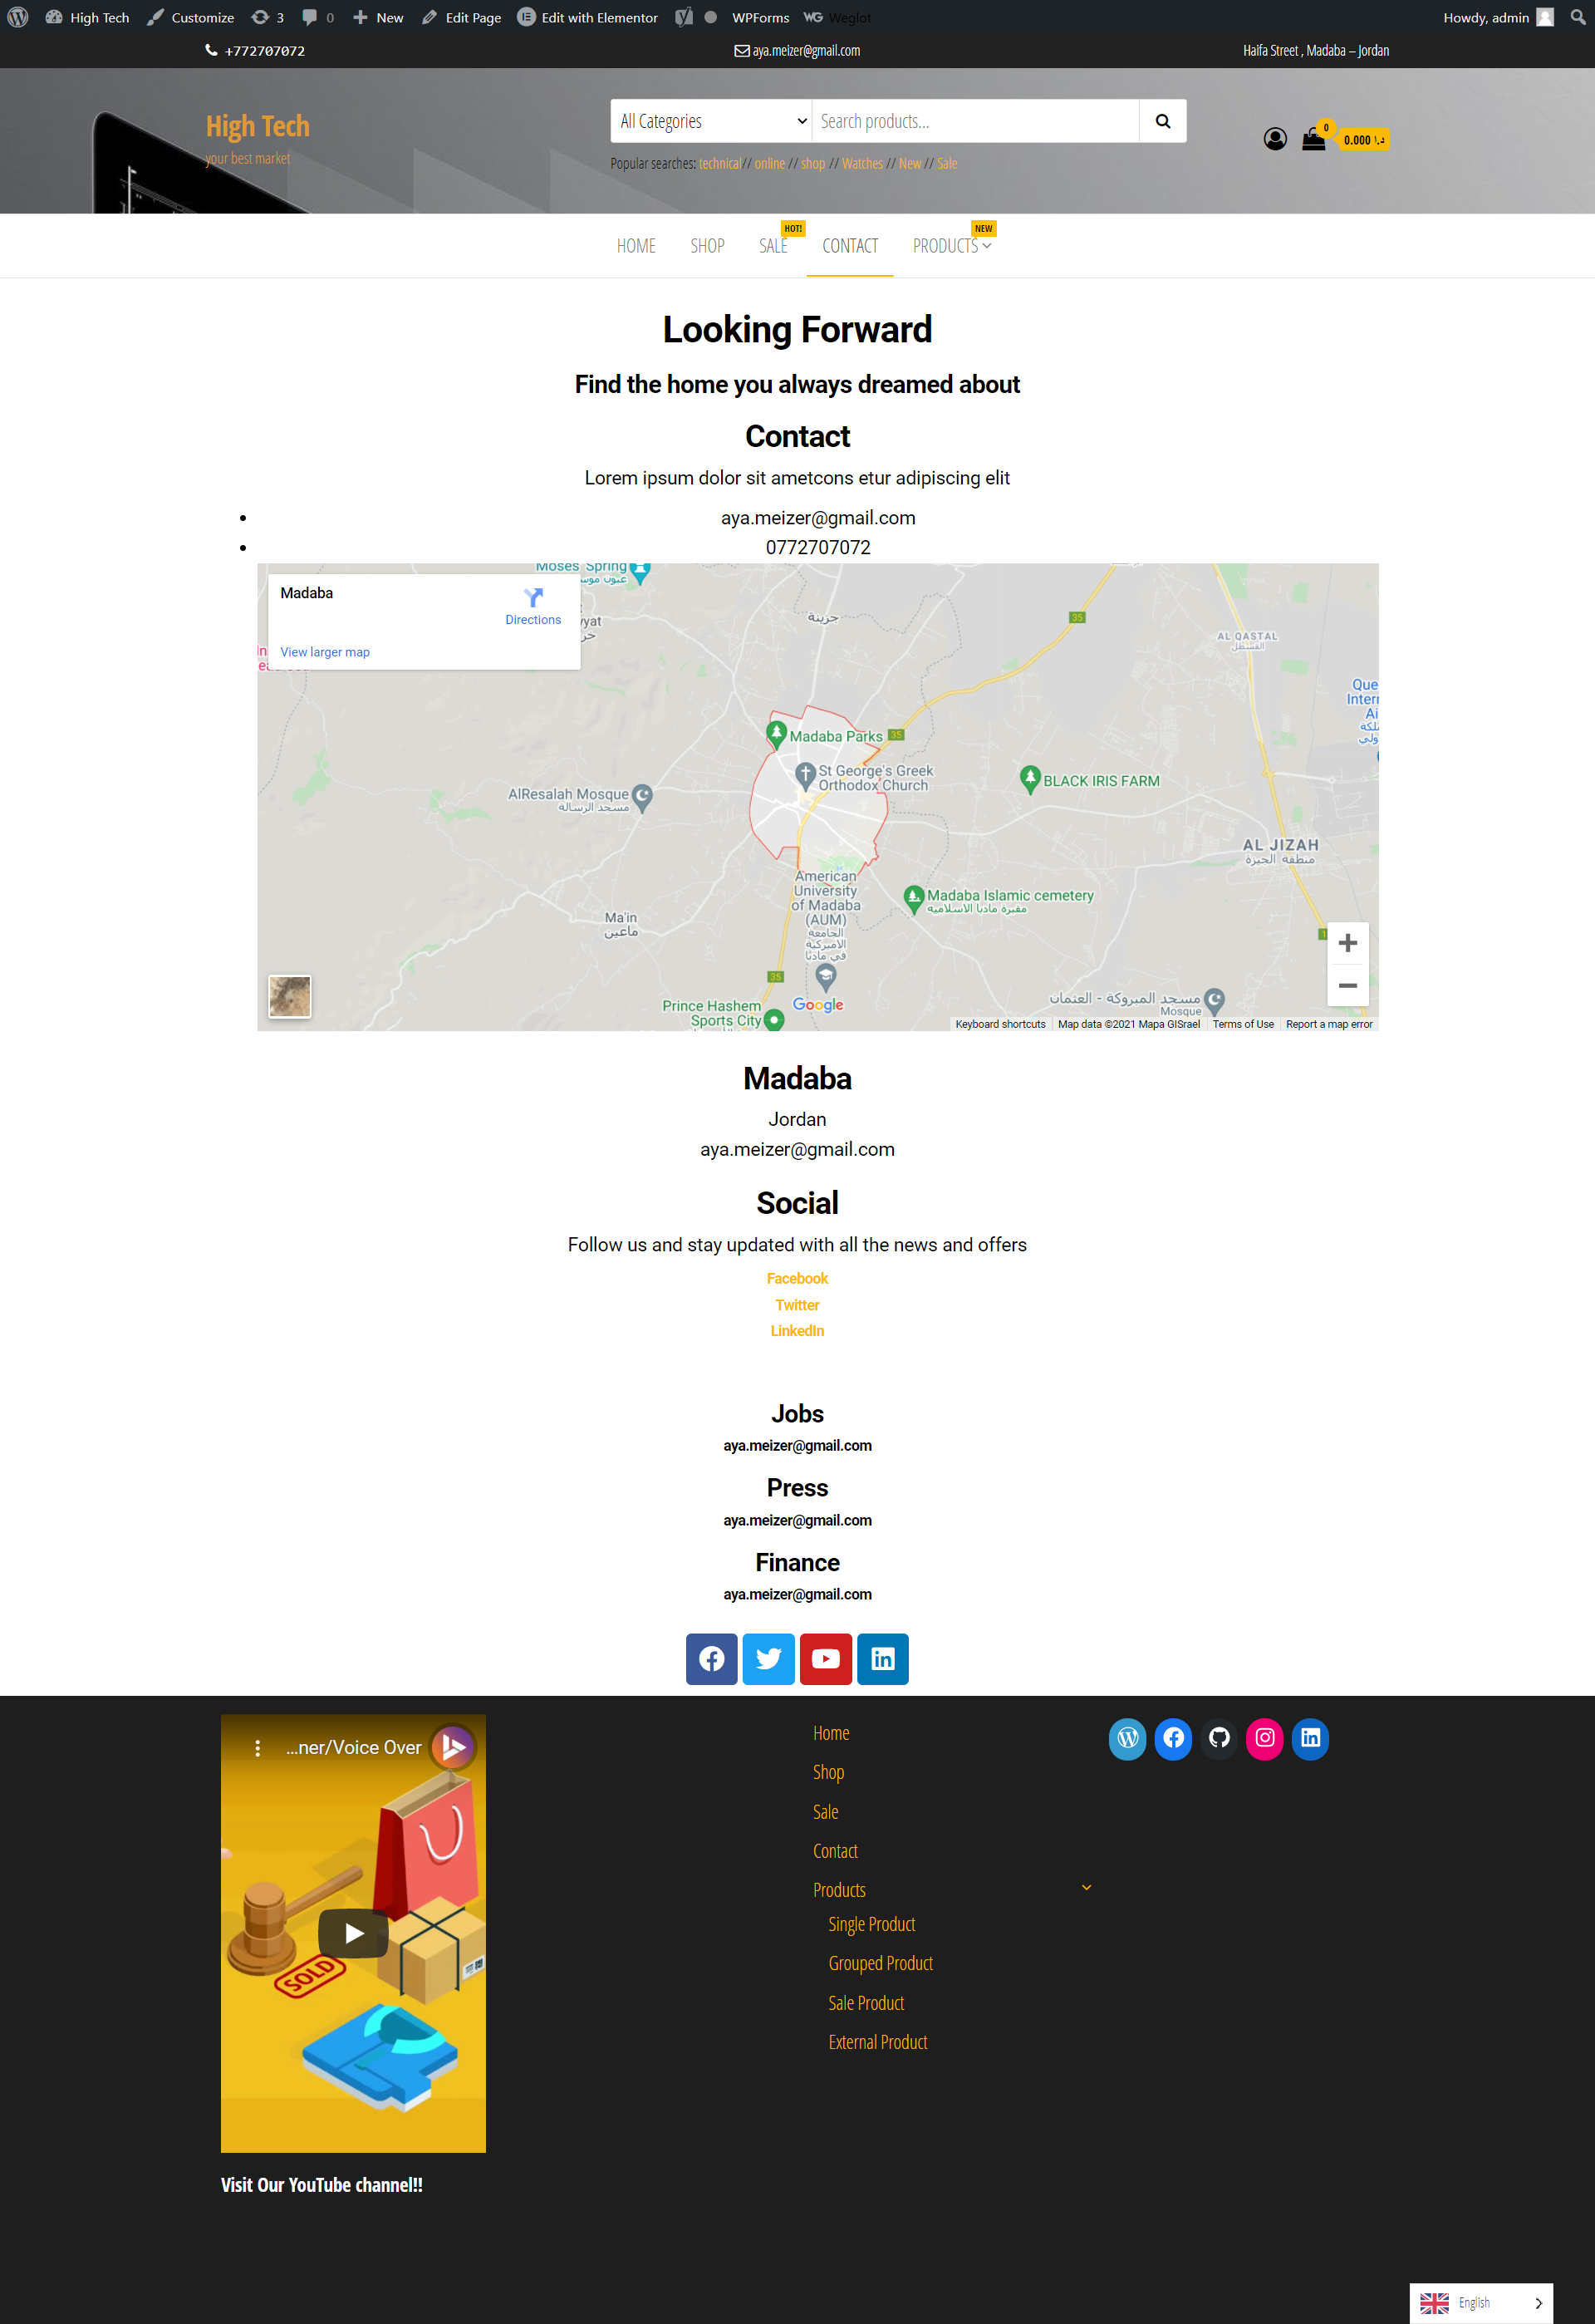 High Tech Customize 3 0 New Edit Page Edit with Elementor WPForms WG Weglot Howdy, admin
+772707072 aya.meizer@gmail.com Haifa Street , Madaba – Jordan
High Tech
your best market
All Categories Search products...
0
0.000 د.ا
Popular searches: technical// online // shop // Watches // New // Sale
HOT! NEW
HOME SHOP SALE CONTACT PRODUCTS
Looking Forward
Find the home you always dreamed about
Contact
Lorem ipsum dolor sit ametcons etur adipiscing elit
• aya.meizer@gmail.com
• 0772707072
Madaba
Directions
View larger map
Moses' Spring
جرينة
35
AL QASTAL
القسطل
Madaba Parks
35
St George's Greek
Orthodox Church
BLACK IRIS FARM
AlResalah Mosque
مسجد الرسالة
AL JIZAH
منطقة الجيزة
American
University
of Madaba
(AUM)
الجامعة
الامبركية
في مادبا
Madaba Islamic cemetery
مقبرة مادبا الاسلامية
Ma'in
ماعين
35
Prince Hashem
Sports City
Google
مسجد المبروكة - العثمان
Mosque
Keyboard shortcuts Map data ©2021 Mapa GISrael Terms of Use Report a map error
Madaba
Jordan
aya.meizer@gmail.com
Social
Follow us and stay updated with all the news and offers
Facebook
Twitter
LinkedIn
Jobs
aya.meizer@gmail.com
Press
aya.meizer@gmail.com
Finance
aya.meizer@gmail.com
...ner/Voice Over
SOLD
Visit Our YouTube channel!!
Home
Shop
Sale
Contact
Products
Single Product
Grouped Product
Sale Product
External Product
English